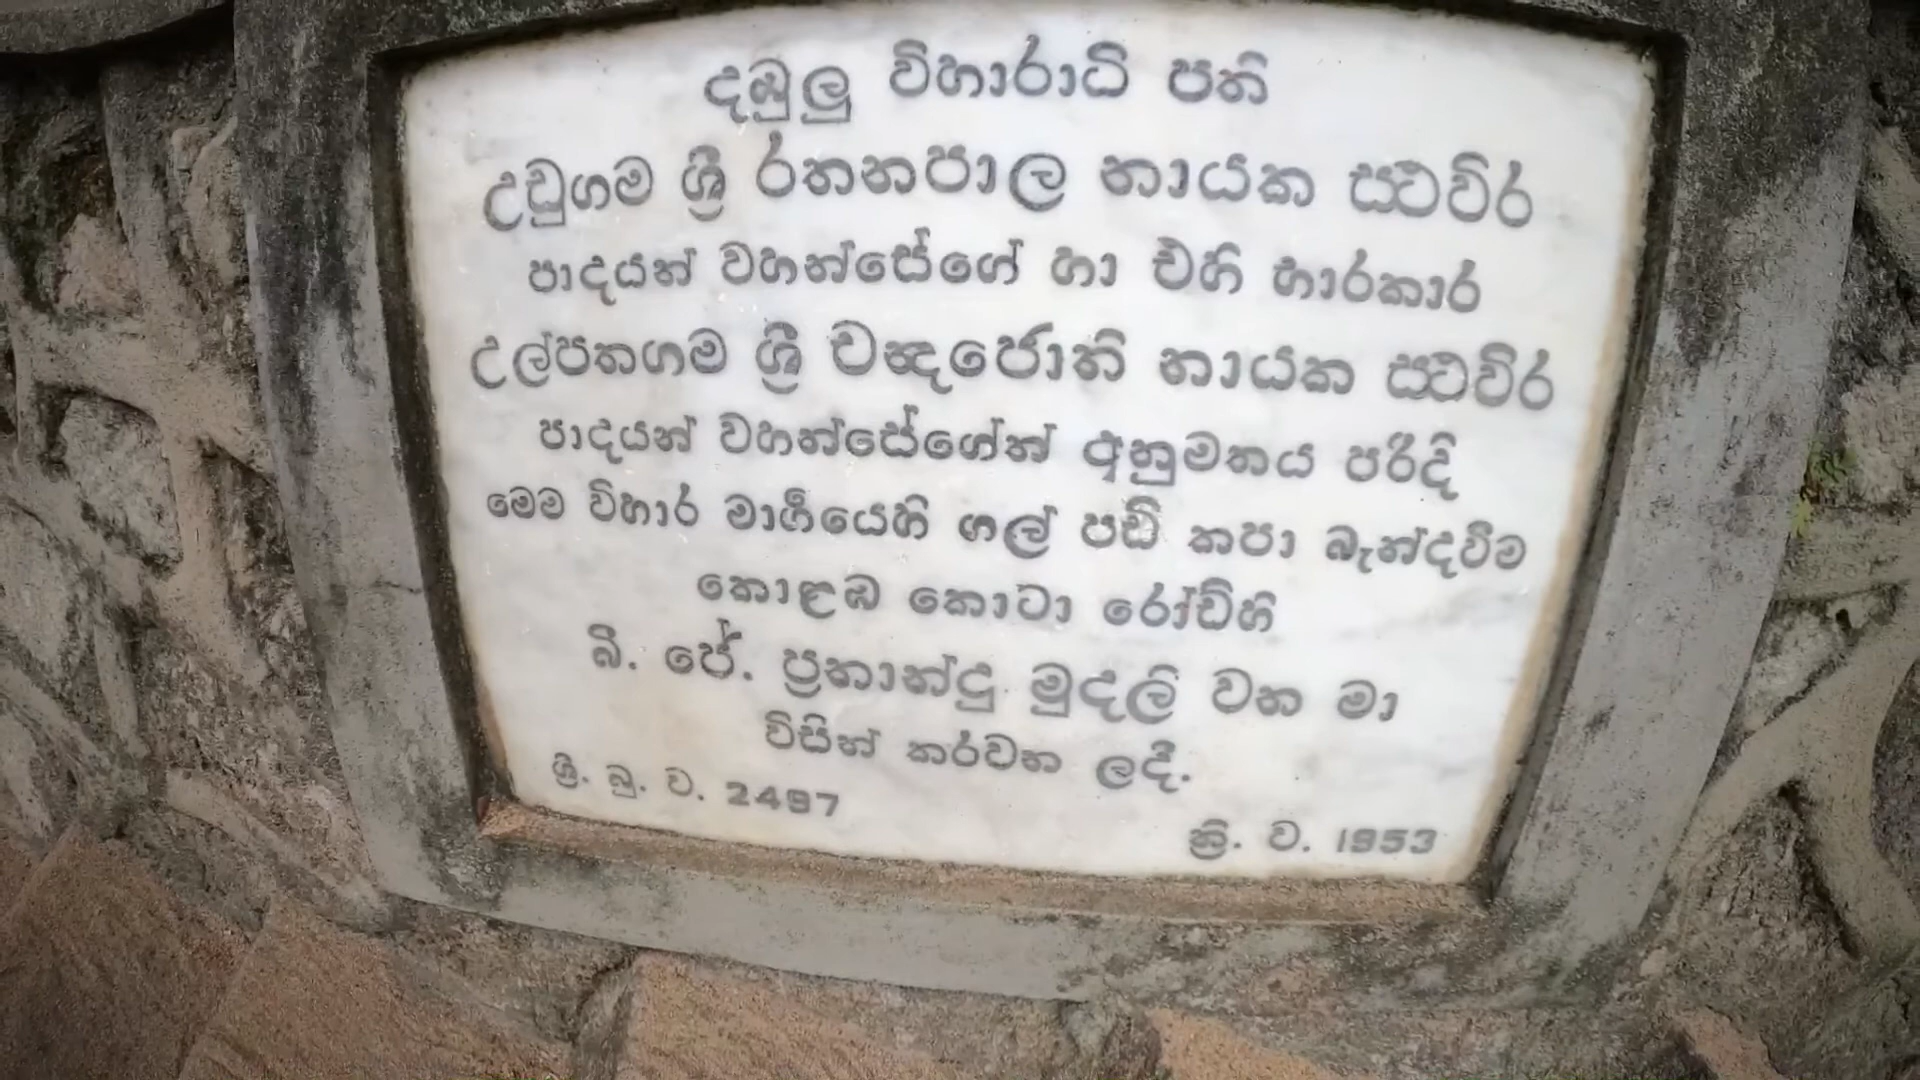 දඹුලු විහාරාධි පති
උඩුගම ශ්‍රී රතනපාල නායක ස්ථවිර
පාදයන් වහන්සේගේ හා එහි භාරකාර
උල්පතගම ශ්‍රී චන්‍දජොති නායක ස්ථවිර
පාදයන් වහන්සේගේත් අනුමතය පරිදි
මෙම විහාර මාර්‍ගයෙහි ගල් පඩි කපා බැන්දවීම
කොළඹ කොටා රෝඩ්හි
බී. පේ. ප්‍රනාන්දු මුදලි වන මා
විසින් කරවන ලදී.
ශ්‍රී. බු. ව. 2497
ක්‍රි. ව. 1953